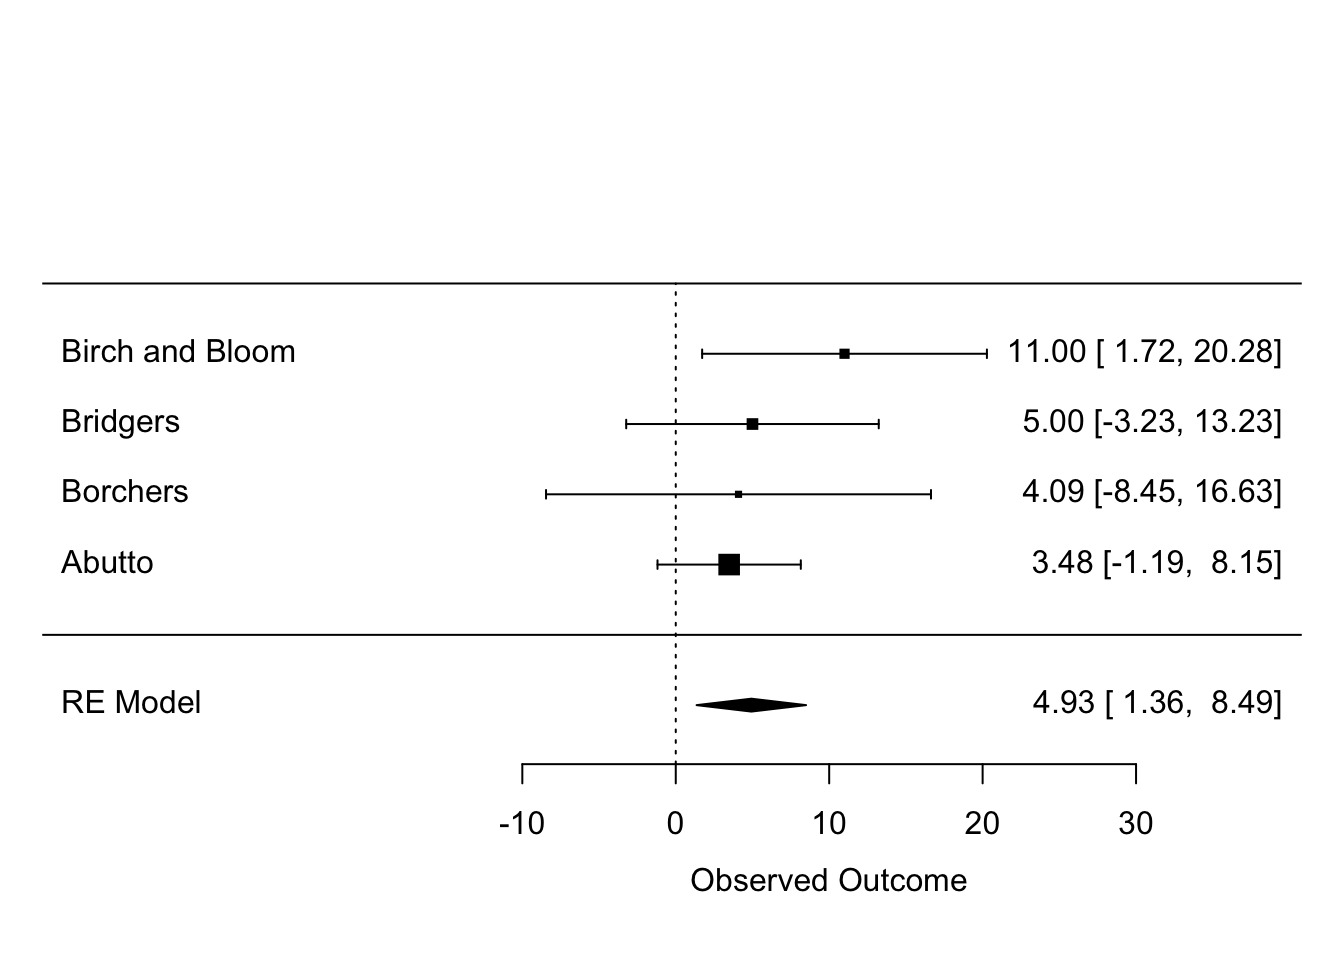 Birch and Bloom 11.00 [ 1.72, 20.28]
Bridgers 5.00 [-3.23, 13.23]
Borchers 4.09 [-8.45, 16.63]
Abutto 3.48 [-1.19, 8.15]
RE Model 4.93 [ 1.36, 8.49]
-10 0 10 20 30
Observed Outcome